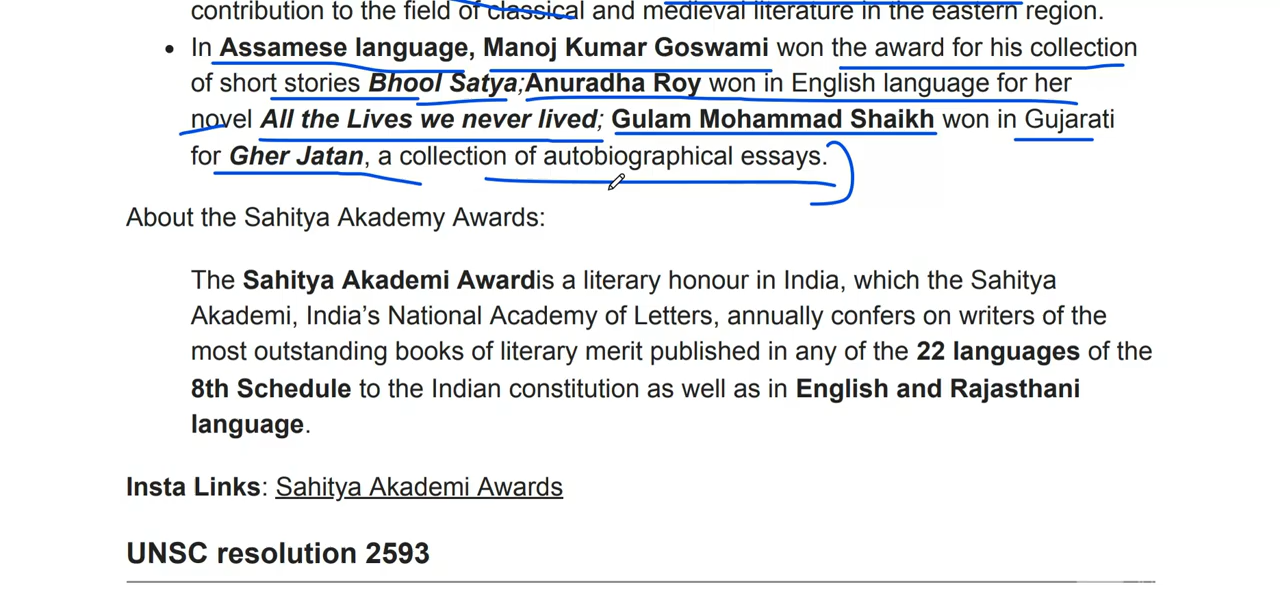 contribution to the field of classical and medieval literature in the eastern region.
• In Assamese language, Manoj Kumar Goswami won the award for his collection
of short stories Bhool Satya;Anuradha Roy won in English language for her
novel All the Lives we never lived; Gulam Mohammad Shaikh won in Gujarati
for Gher Jatan, a collection of autobiographical essays.
About the Sahitya Akademy Awards:
The Sahitya Akademi Awardis a literary honour in India, which the Sahitya
Akademi, India’s National Academy of Letters, annually confers on writers of the
most outstanding books of literary merit published in any of the 22 languages of the
8th Schedule to the Indian constitution as well as in English and Rajasthani
language.
Insta Links: Sahitya Akademi Awards
UNSC resolution 2593